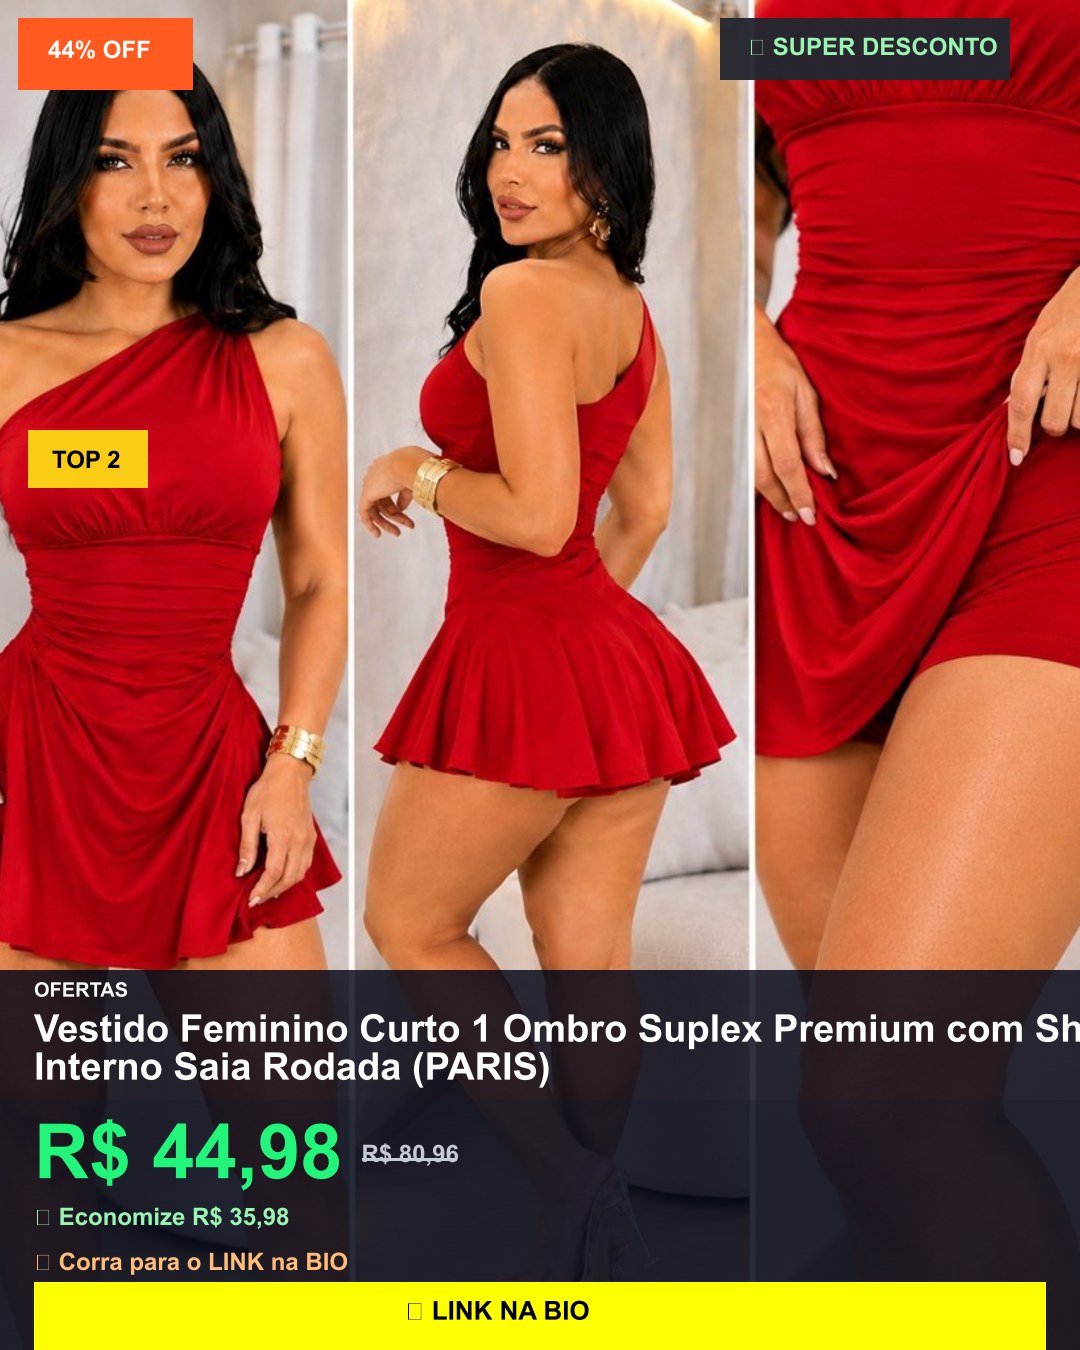 44% OFF
SUPER DESCONTO
TOP 2
OFERTAS
Vestido Feminino Curto 1 Ombro Suplex Premium com Sh
Interno Saia Rodada (PARIS)
R$ 44,98 R$ 80,96
Economize R$ 35,98
Corra para o LINK na BIO
LINK NA BIO